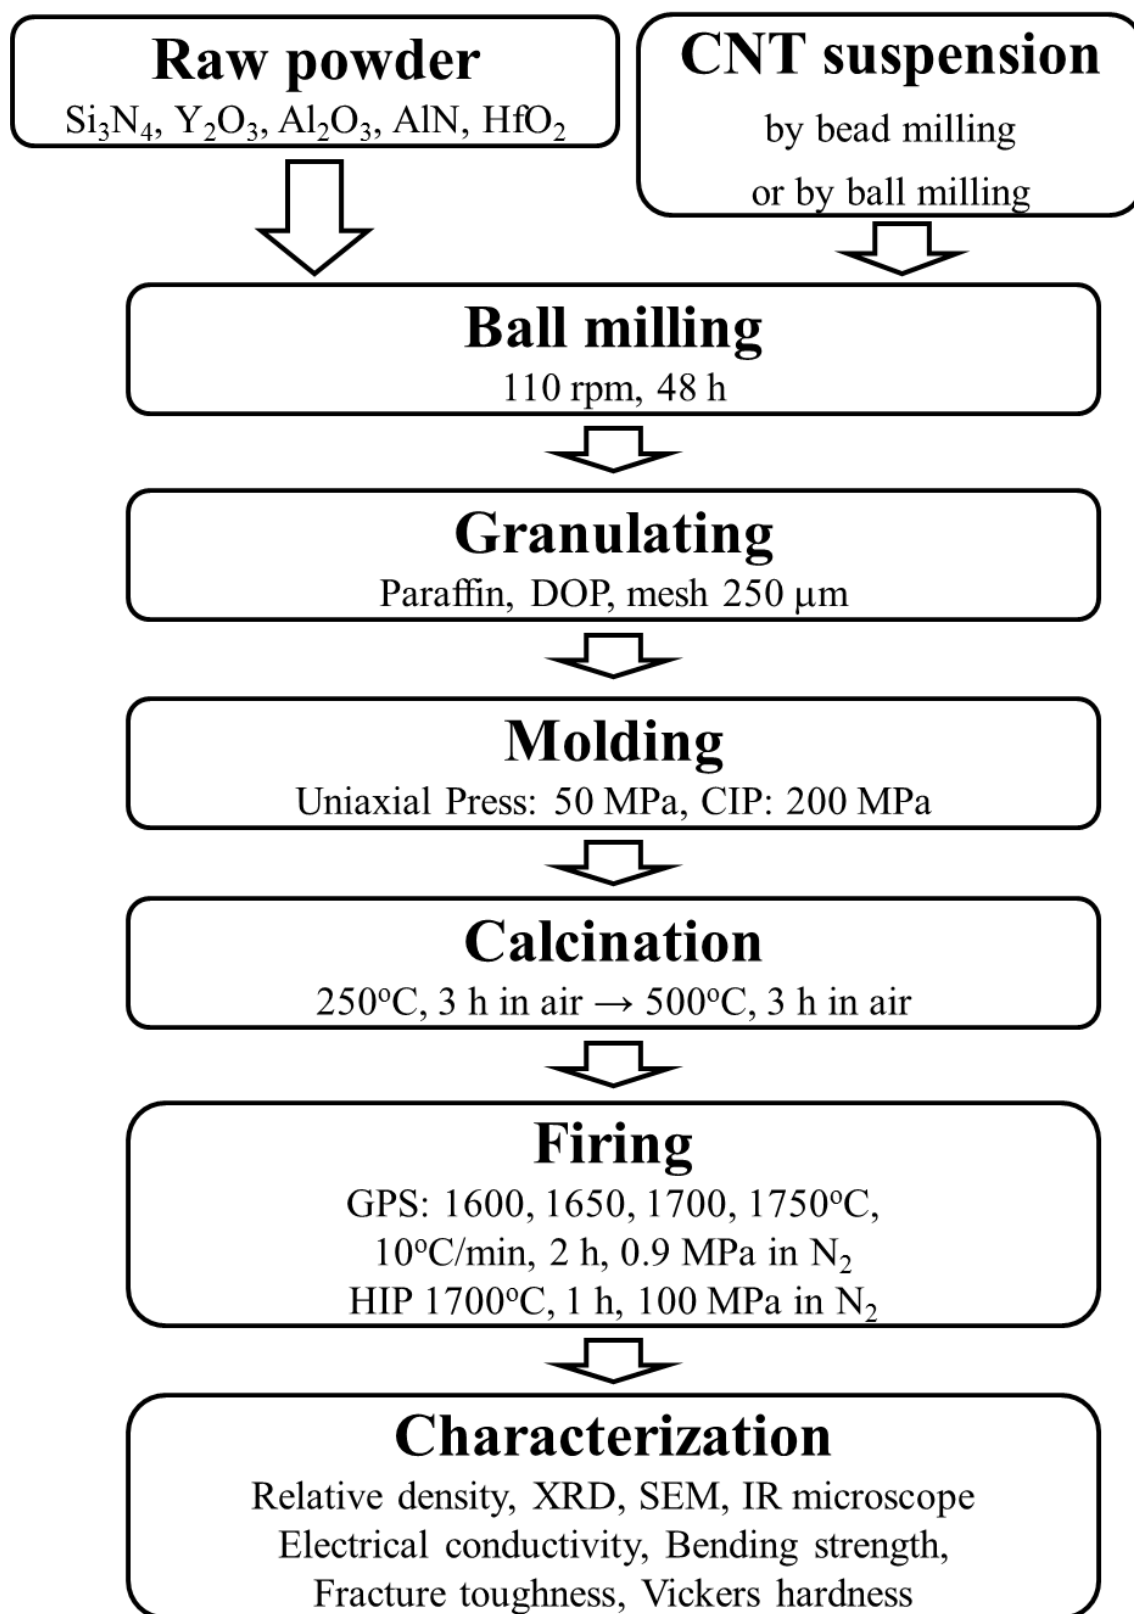 Raw powder
Si₃N₄, Y₂O₃, Al₂O₃, AlN, HfO₂
CNT suspension
by bead milling
or by ball milling
Ball milling
110 rpm, 48 h
Granulating
Paraffin, DOP, mesh 250 μm
Molding
Uniaxial Press: 50 MPa, CIP: 200 MPa
Calcination
250°C, 3 h in air → 500°C, 3 h in air
Firing
GPS: 1600, 1650, 1700, 1750°C,
10°C/min, 2 h, 0.9 MPa in N₂
HIP 1700°C, 1 h, 100 MPa in N₂
Characterization
Relative density, XRD, SEM, IR microscope
Electrical conductivity, Bending strength,
Fracture toughness, Vickers hardness